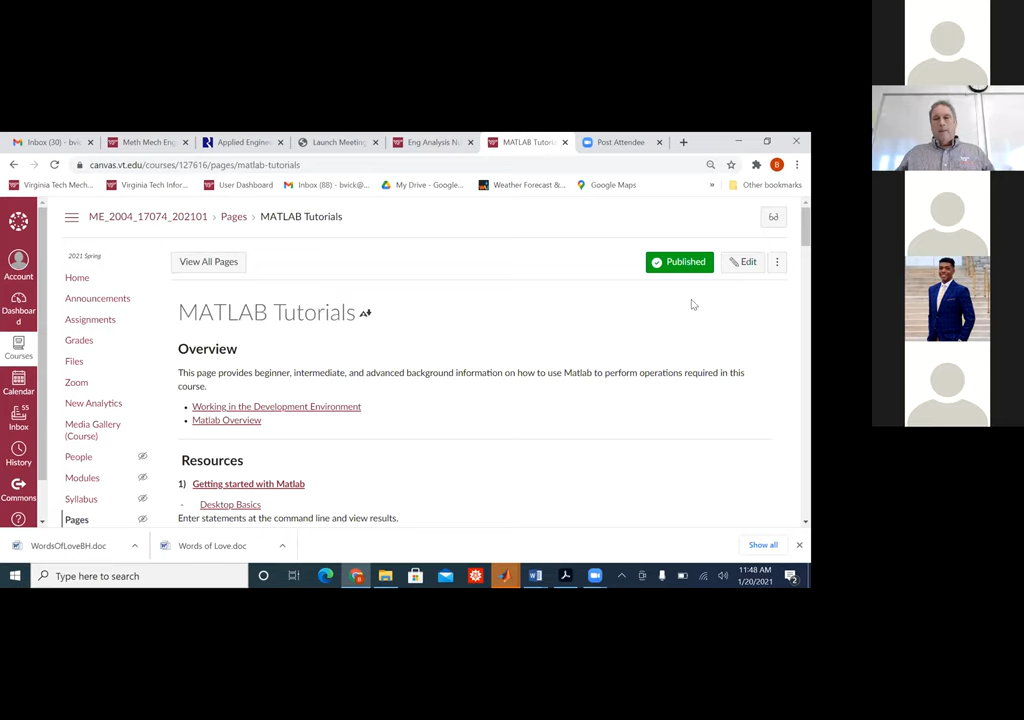 Inbox (30) - bvic
Meth Mech Eng
Applied Enginee
Launch Meeting
Eng Analysis N
MATLAB Tutoria
Post Attendee
canvas.vt.edu/courses/127616/pages/matlab-tutorials
B
Virginia Tech Mech...
Virginia Tech Infor...
User Dashboard
Inbox (88) - bvick@...
My Drive - Google...
Weather Forecast &...
Google Maps
»
Other bookmarks
ME_2004_17074_202101 › Pages › MATLAB Tutorials
2021 Spring
View All Pages
Published
Edit
Account
Dashboar
d
Courses
Calendar
55
Inbox
History
Commons
Home
Announcements
Assignments
Grades
Files
Zoom
New Analytics
Media Gallery
(Course)
People
Modules
Syllabus
Pages
MATLAB Tutorials
Overview
This page provides beginner, intermediate, and advanced background information on how to use Matlab to perform operations required in this
course.
• Working in the Development Environment
• Matlab Overview
Resources
1) Getting started with Matlab
- Desktop Basics
Enter statements at the command line and view results.
WordsOfLoveBH.doc
Words of Love.doc
Show all
Type here to search
11:48 AM
1/20/2021
2